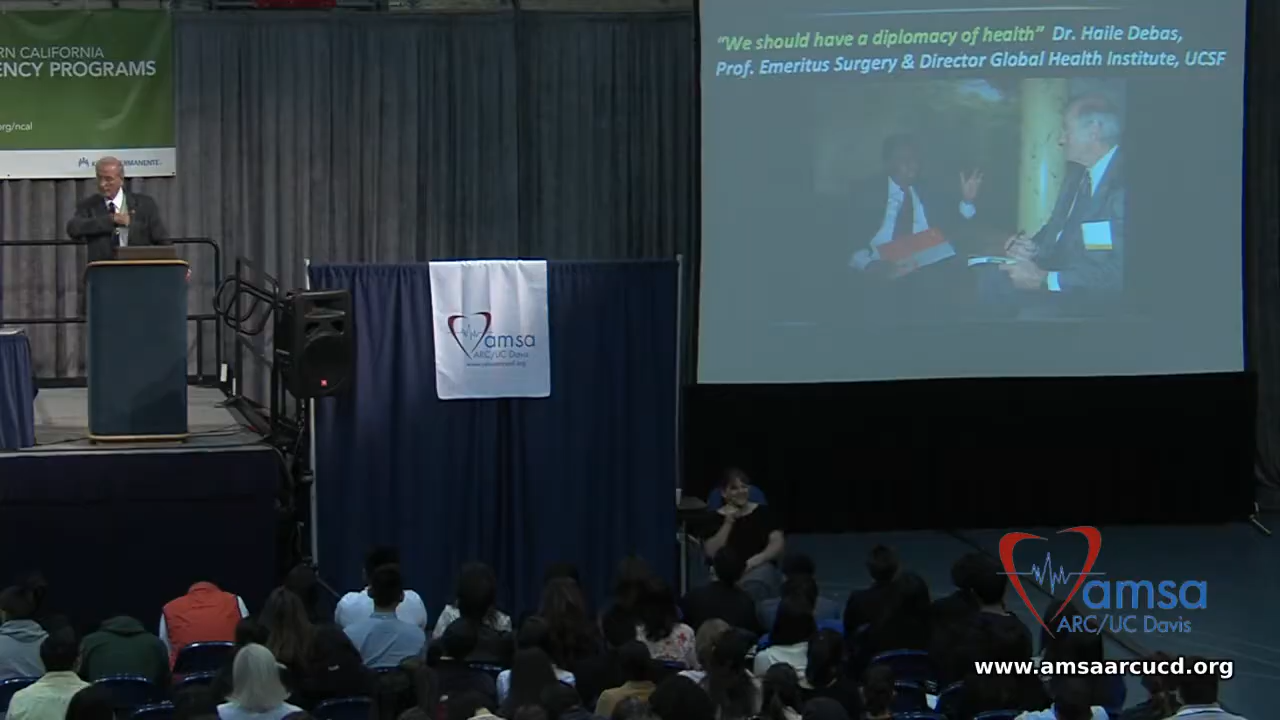 RN CALIFORNIA
ENCY PROGRAMS
org/ncal
“We should have a diplomacy of health” Dr. Haile Debas,
Prof. Emeritus Surgery & Director Global Health Institute, UCSF
amsa
ARC/UC Davis
amsa
ARC/UC Davis
www.amsaarcucd.org